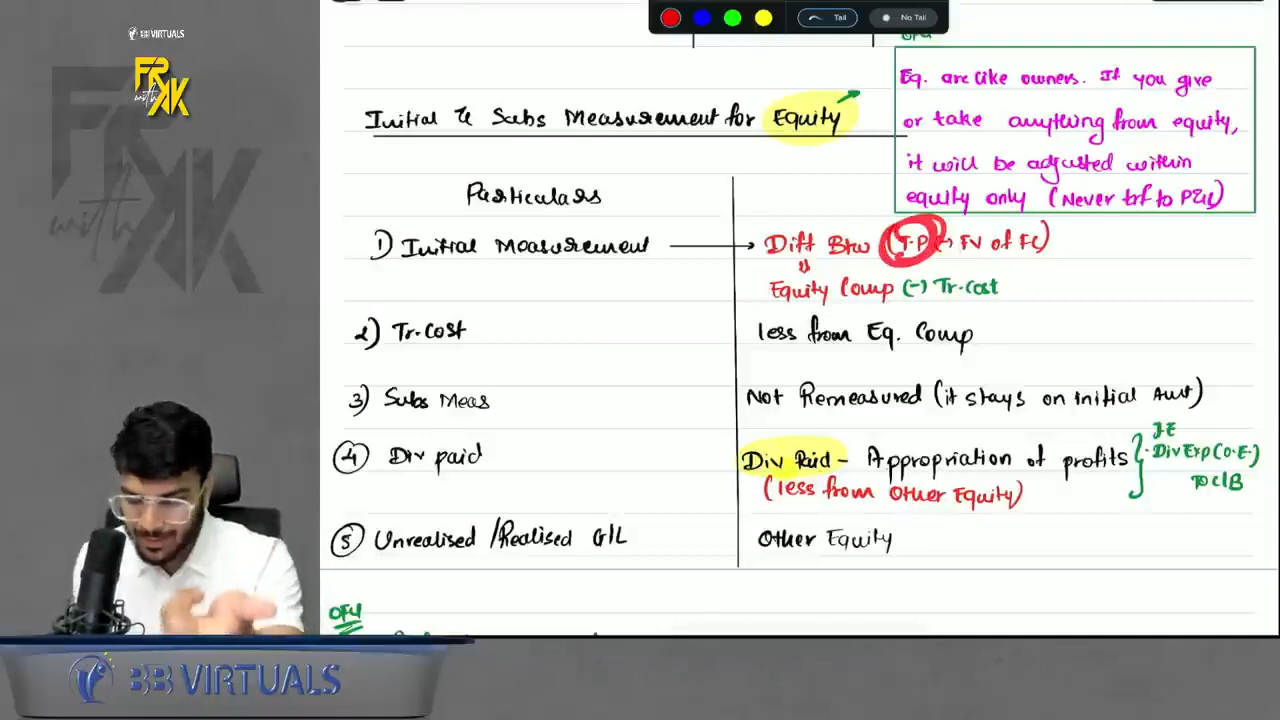 BB VIRTUALS
FR
with
KK
Tail
No Tail
Eq. are like owners. If you give
or take anything from equity,
it will be adjusted within
equity only (Never trf to P&L)
Initial & Subs Measurement for Equity
Particulars
1) Initial Measurement
Diff Btw (T.P (-) FV of FL)
Equity Comp (-) Tr.cost
2) Tr.cost
less from Eq. Comp
3) Subs Meas
Not Remeasured (it stays on initial Amt)
4) Div paid
Div Paid - Appropriation of profits
(less from Other Equity)
J.E
Div Exp (O.E.)
To C/B
5) Unrealised /Realised G/L
Other Equity
BB VIRTUALS